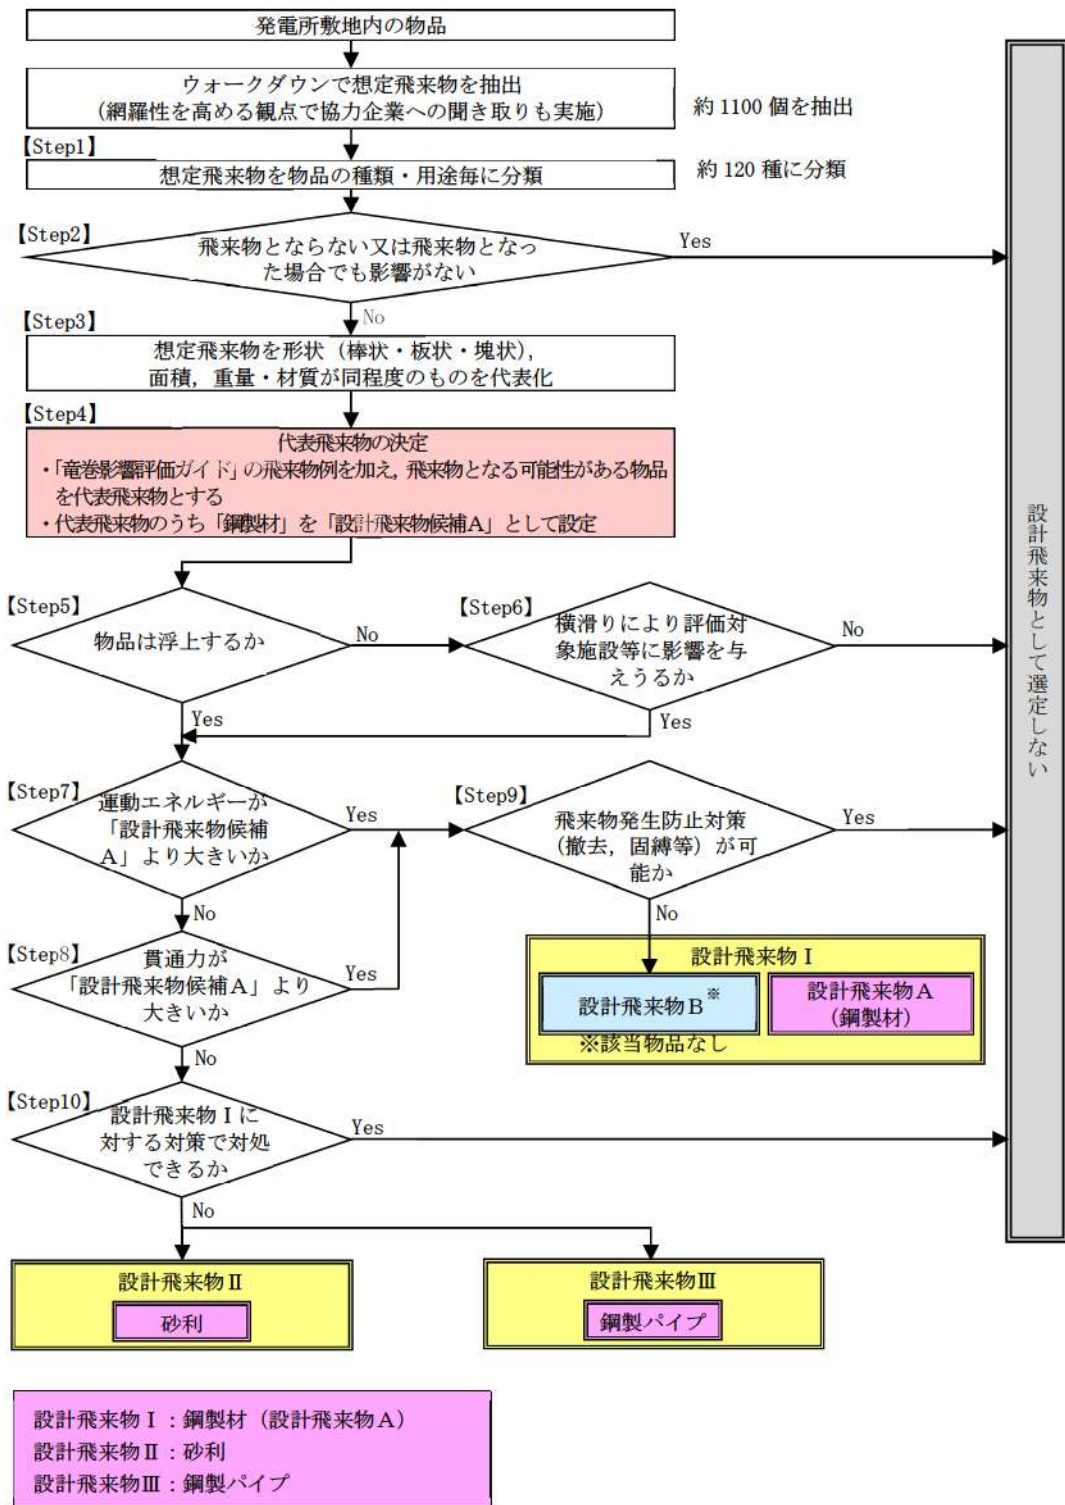 発電所敷地内の物品
ウォークダウンで想定飛来物を抽出
(網羅性を高める観点で協力企業への聞き取りも実施)
約1100個を抽出
【Step1】
想定飛来物を物品の種類・用途毎に分類
約120種に分類
【Step2】
飛来物とならない又は飛来物となっ
た場合でも影響がない
Yes
No
【Step3】
想定飛来物を形状(棒状・板状・塊状),
面積,重量・材質が同程度のものを代表化
【Step4】
代表飛来物の決定
・「竜巻影響評価ガイド」の飛来物例を加え,飛来物となる可能性がある物品
を代表飛来物とする
・代表飛来物のうち「鋼製材」を「設計飛来物候補A」として設定
【Step5】
物品は浮上するか
No
Yes
【Step6】
横滑りにより評価対
象施設等に影響を与
えうるか
No
Yes
【Step7】
運動エネルギーが
「設計飛来物候補
A」より大きいか
Yes
No
【Step8】
貫通力が
「設計飛来物候補A」より
大きいか
Yes
No
【Step9】
飛来物発生防止対策
(撤去,固縛等)が可
能か
Yes
No
設計飛来物Ⅰ
設計飛来物B※
設計飛来物A
(鋼製材)
※該当物品なし
【Step10】
設計飛来物Ⅰに
対する対策で対処
できるか
Yes
No
設計飛来物Ⅱ
砂利
設計飛来物Ⅲ
鋼製パイプ
設計飛来物として選定しない
設計飛来物Ⅰ:鋼製材(設計飛来物A)
設計飛来物Ⅱ:砂利
設計飛来物Ⅲ:鋼製パイプ